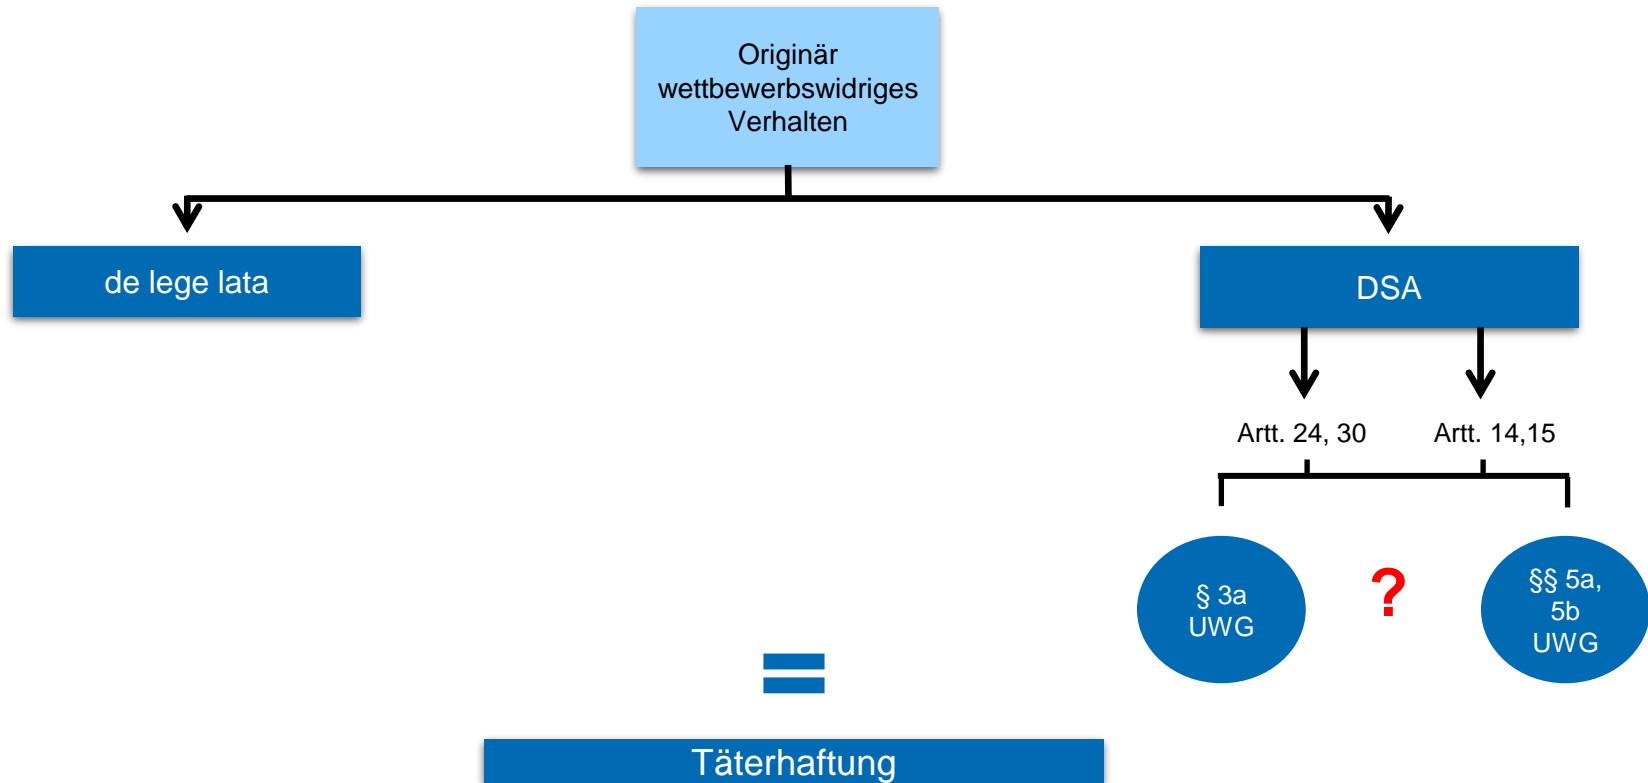 Originär
wettbewerbswidriges
Verhalten
de lege lata
DSA
Artt. 24, 30
Artt. 14,15
§ 3a
UWG
?
§§ 5a,
5b
UWG
=
Täterhaftung